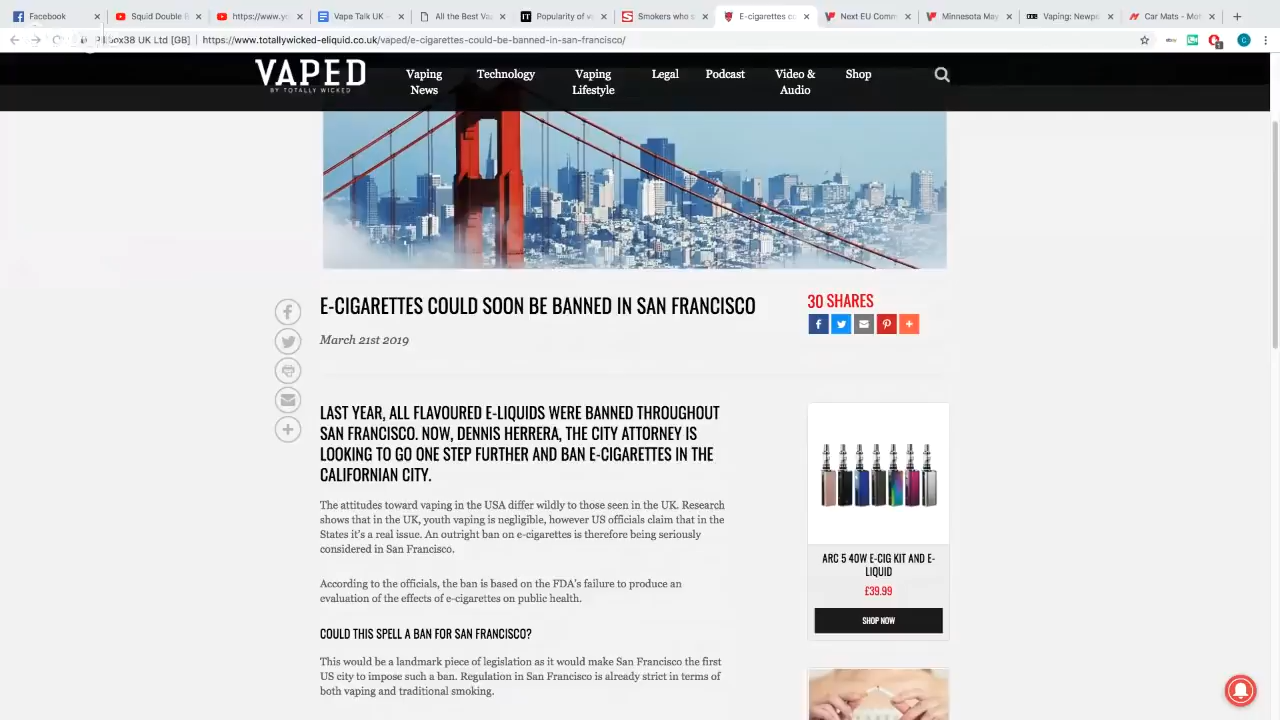 Facebook
Squid Double B
https://www.yo
Vape Talk UK -
All the Best Va
Popularity of v
Smokers who s
E-cigarettes co
Next EU Comm
Minnesota May
Vaping: Newp
Car Mats - Mot
ox38 UK Ltd [GB] https://www.totallywicked-eliquid.co.uk/vaped/e-cigarettes-could-be-banned-in-san-francisco/
VAPED
BY TOTALLY WICKED
Vaping News
Technology
Vaping Lifestyle
Legal
Podcast
Video & Audio
Shop
E-CIGARETTES COULD SOON BE BANNED IN SAN FRANCISCO
March 21st 2019
30 SHARES
LAST YEAR, ALL FLAVOURED E-LIQUIDS WERE BANNED THROUGHOUT
SAN FRANCISCO. NOW, DENNIS HERRERA, THE CITY ATTORNEY IS
LOOKING TO GO ONE STEP FURTHER AND BAN E-CIGARETTES IN THE
CALIFORNIAN CITY.
The attitudes toward vaping in the USA differ wildly to those seen in the UK. Research
shows that in the UK, youth vaping is negligible, however US officials claim that in the
States it's a real issue. An outright ban on e-cigarettes is therefore being seriously
considered in San Francisco.
According to the officials, the ban is based on the FDA's failure to produce an
evaluation of the effects of e-cigarettes on public health.
COULD THIS SPELL A BAN FOR SAN FRANCISCO?
This would be a landmark piece of legislation as it would make San Francisco the first
US city to impose such a ban. Regulation in San Francisco is already strict in terms of
both vaping and traditional smoking.
ARC 5 40W E-CIG KIT AND E-
LIQUID
£39.99
SHOP NOW